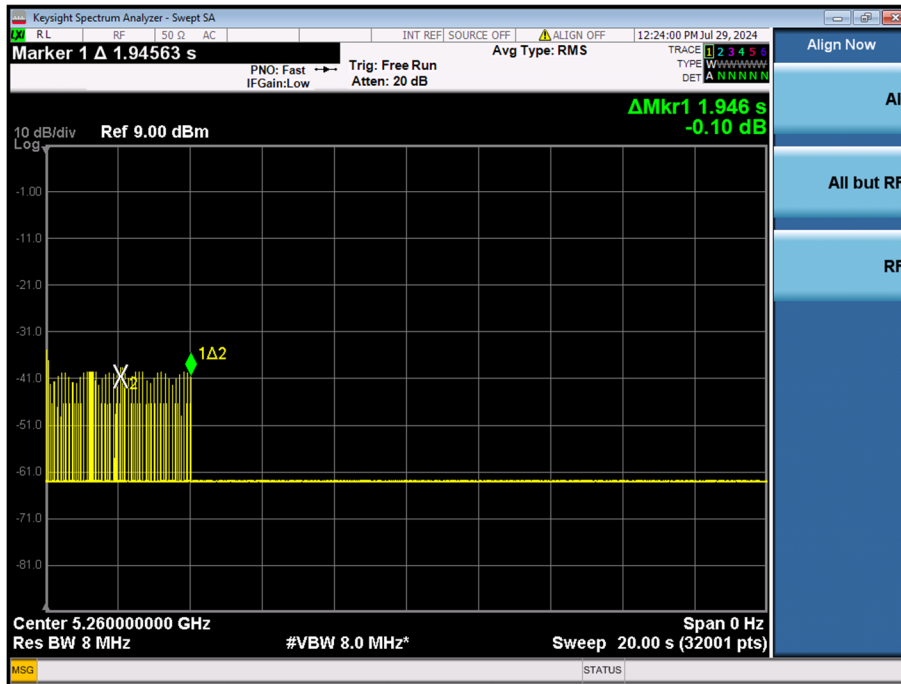 Keysight Spectrum Analyzer - Swept SA
LXI RL RF 50 Ω AC INT REF SOURCE OFF ALIGN OFF 12:24:00 PM Jul 29, 2024
Marker 1 Δ 1.94563 s
PNO: Fast
IFGain:Low
Trig: Free Run
Atten: 20 dB
Avg Type: RMS
TRACE 1 2 3 4 5 6
TYPE WWWWWW
DET A N N N N N
Align Now
All but RF
RF
ΔMkr1 1.946 s
-0.10 dB
10 dB/div Ref 9.00 dBm
Log
-1.00
-11.0
-21.0
-31.0
-41.0
-51.0
-61.0
-71.0
-81.0
1Δ2
2
Center 5.260000000 GHz Span 0 Hz
Res BW 8 MHz #VBW 8.0 MHz* Sweep 20.00 s (32001 pts)
MSG STATUS